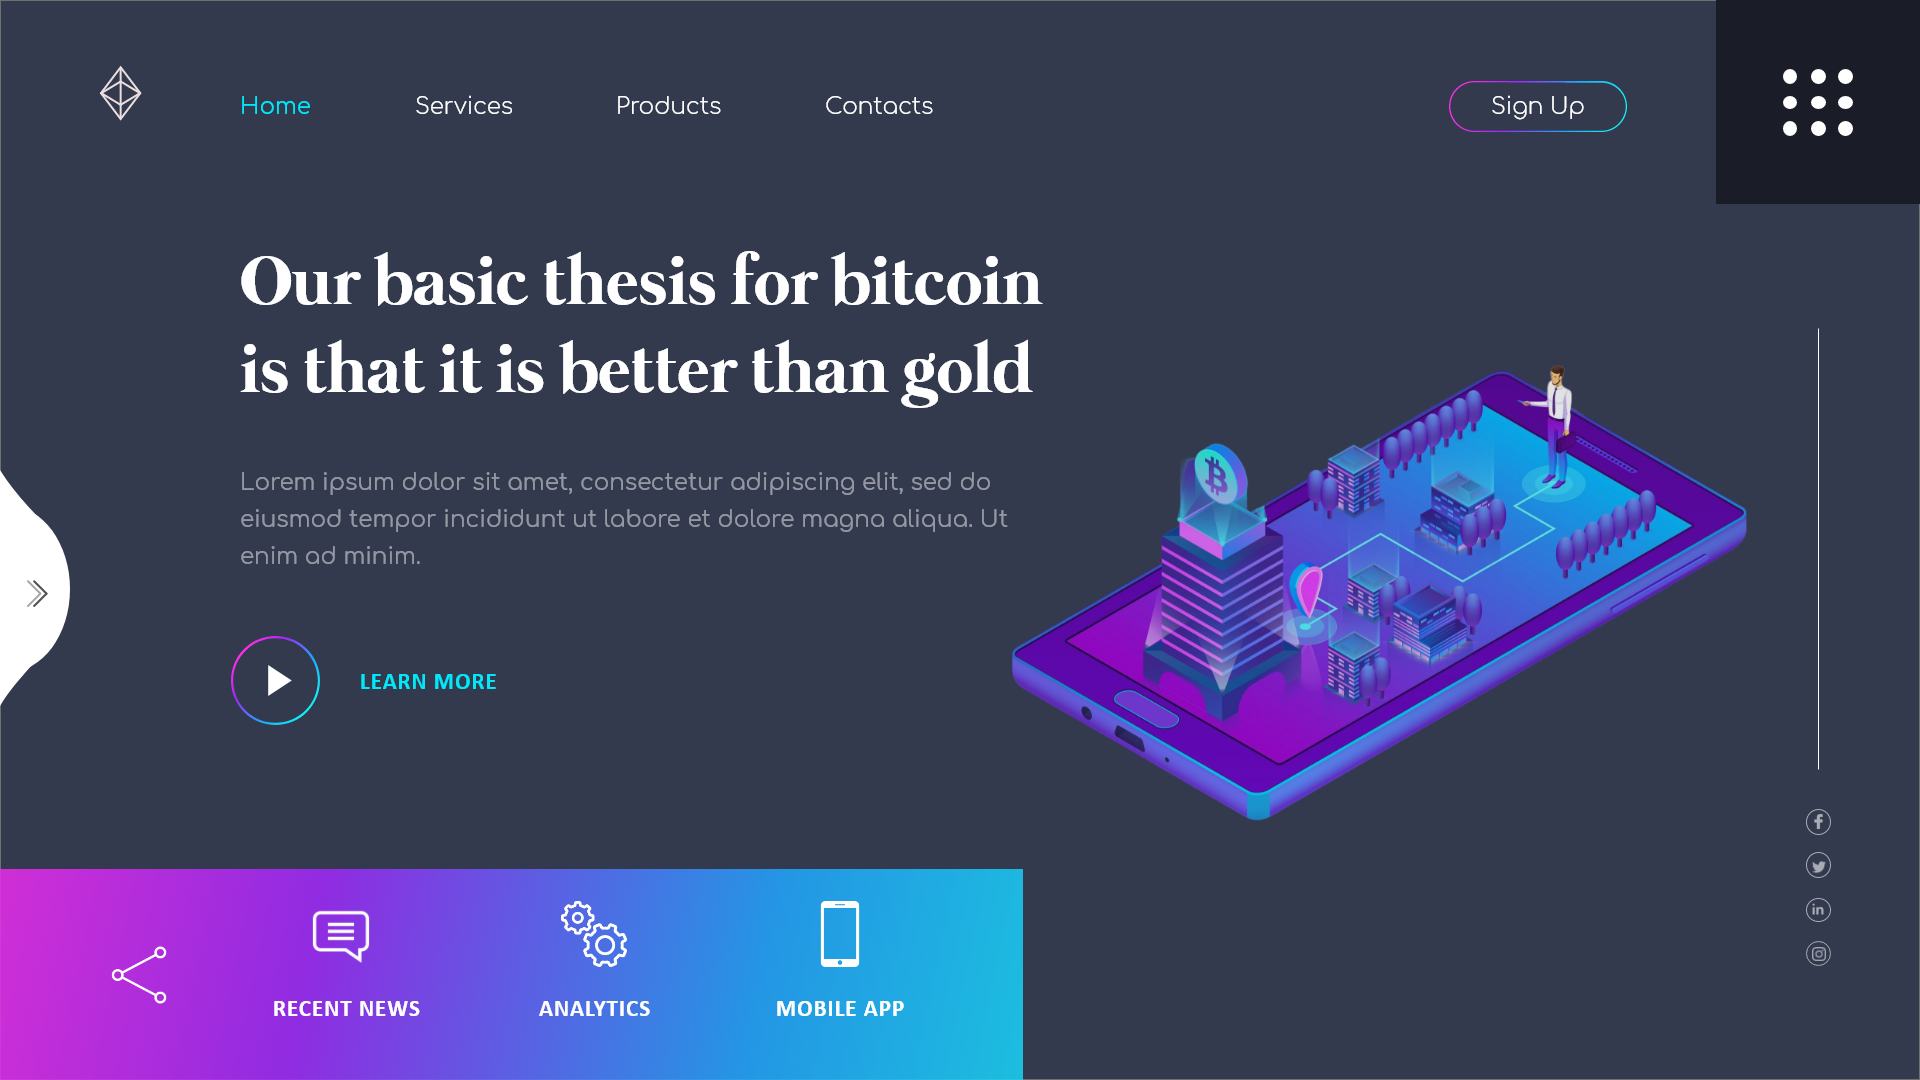 Home Services Products Contacts Sign Up
Our basic thesis for bitcoin
is that it is better than gold
Lorem ipsum dolor sit amet, consectetur adipiscing elit, sed do
eiusmod tempor incididunt ut labore et dolore magna aliqua. Ut
enim ad minim.
LEARN MORE
RECENT NEWS ANALYTICS MOBILE APP